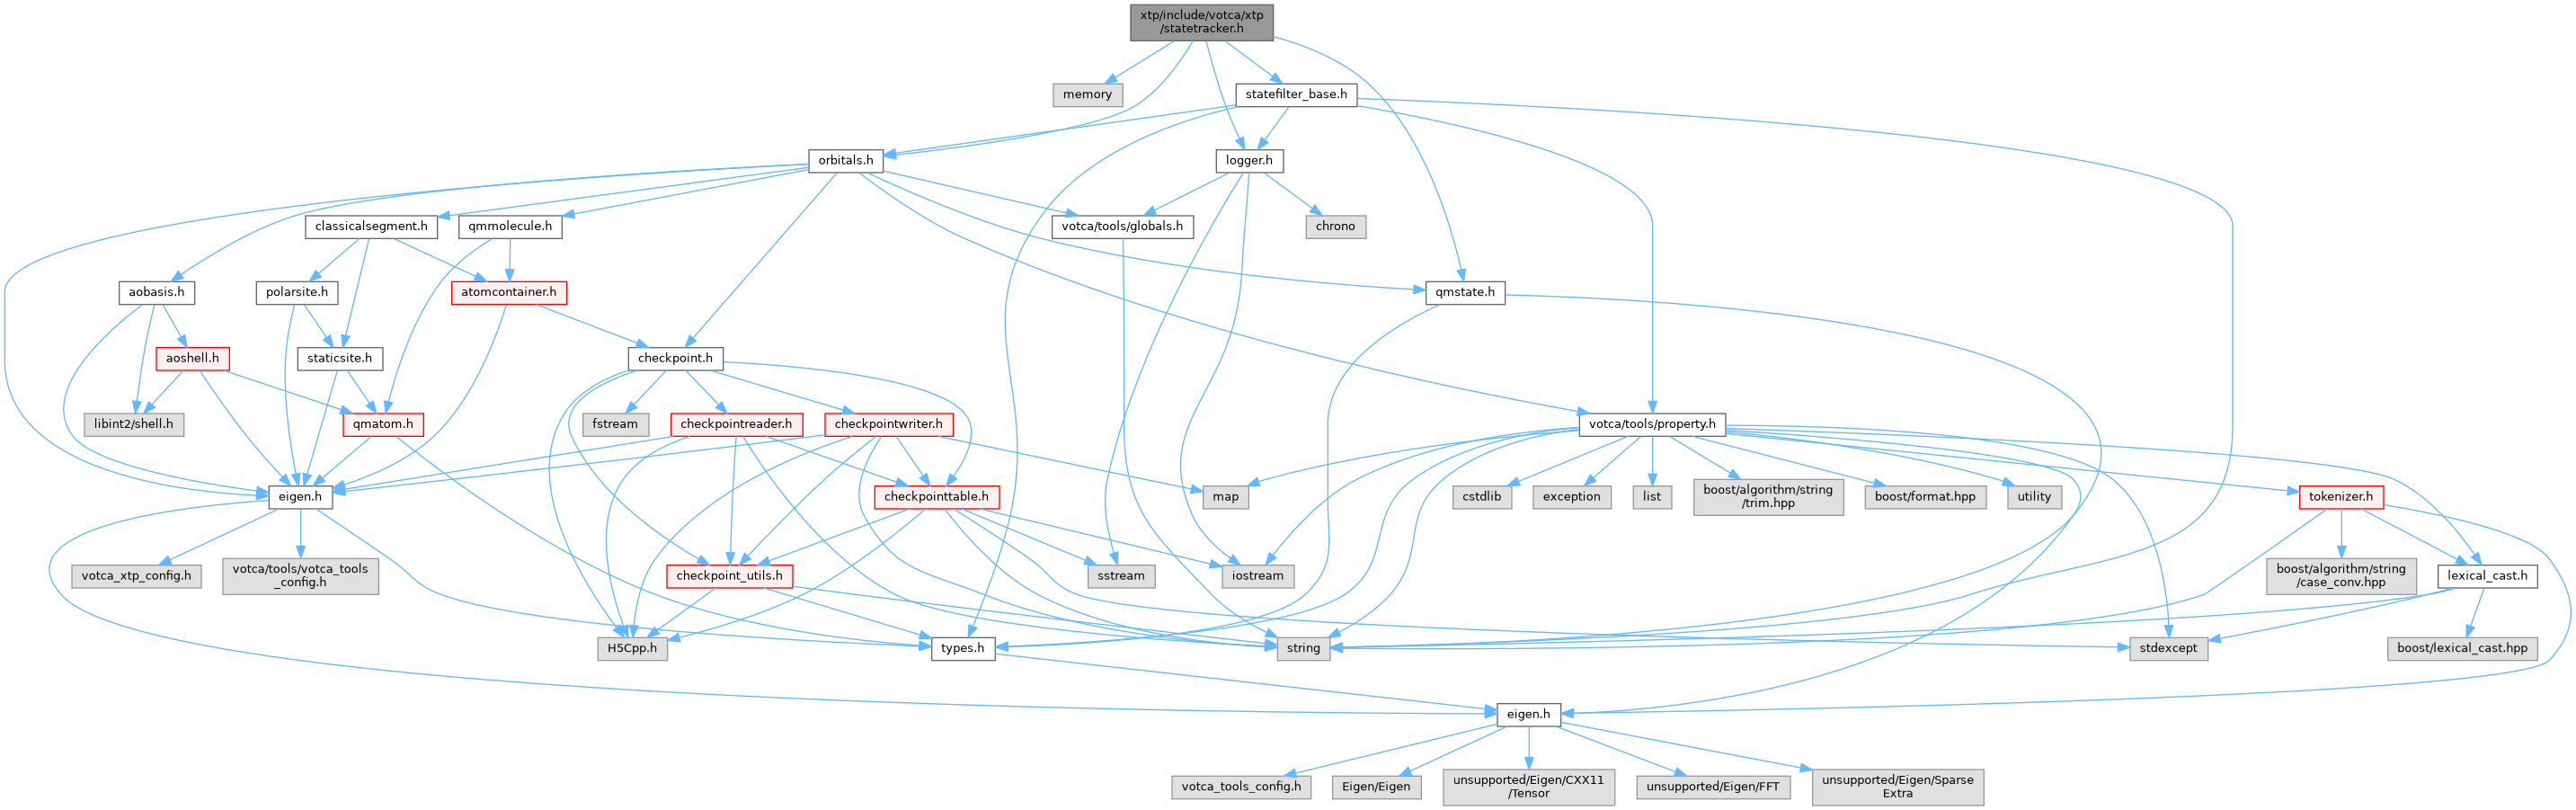 xtp/include/votca/xtp
/statetracker.h
memory
statefilter_base.h
orbitals.h
logger.h
classicalsegment.h
qmmolecule.h
votca/tools/globals.h
chrono
aobasis.h
polarsite.h
atomcontainer.h
qmstate.h
aoshell.h
staticsite.h
checkpoint.h
libint2/shell.h
qmatom.h
fstream
checkpointreader.h
checkpointwriter.h
votca/tools/property.h
eigen.h
checkpointtable.h
map
cstdlib
exception
list
boost/algorithm/string
/trim.hpp
boost/format.hpp
utility
tokenizer.h
votca_xtp_config.h
votca/tools/votca_tools
_config.h
checkpoint_utils.h
sstream
iostream
boost/algorithm/string
/case_conv.hpp
lexical_cast.h
H5Cpp.h
types.h
string
stdexcept
boost/lexical_cast.hpp
eigen.h
votca_tools_config.h
Eigen/Eigen
unsupported/Eigen/CXX11
/Tensor
unsupported/Eigen/FFT
unsupported/Eigen/Sparse
Extra